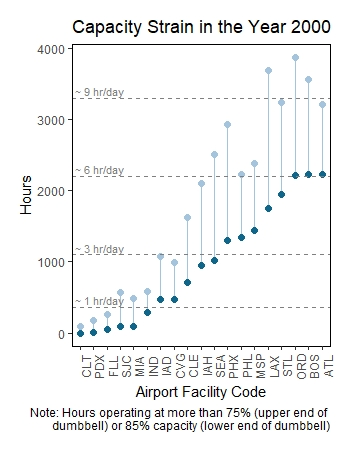 Capacity Strain in the Year 2000
4000
3000
2000
1000
0
Hours
~ 9 hr/day
~ 6 hr/day
~ 3 hr/day
~ 1 hr/day
CLT
PDX
FLL
SJC
MIA
IND
IAD
CVG
CLE
IAH
SEA
PHX
PHL
MSP
LAX
STL
ORD
BOS
ATL
Airport Facility Code
Note: Hours operating at more than 75% (upper end of
dumbbell) or 85% capacity (lower end of dumbbell)